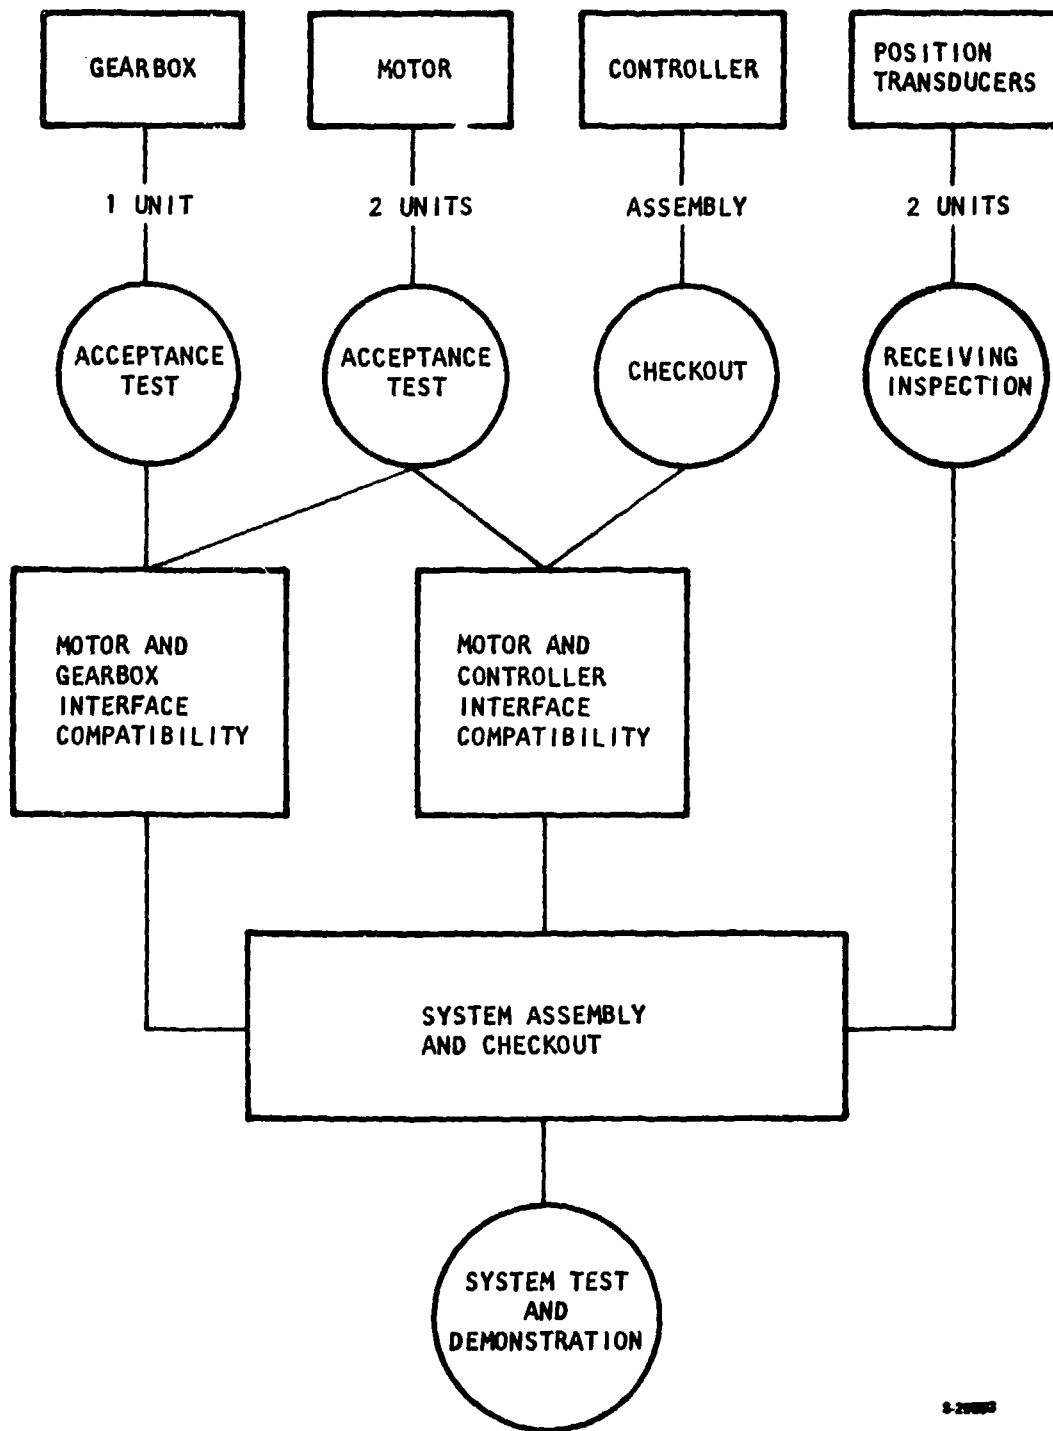 GEARBOX
MOTOR
CONTROLLER
POSITION
TRANSDUCERS
1 UNIT
2 UNITS
ASSEMBLY
2 UNITS
ACCEPTANCE
TEST
ACCEPTANCE
TEST
CHECKOUT
RECEIVING
INSPECTION
MOTOR AND
GEARBOX
INTERFACE
COMPATIBILITY
MOTOR AND
CONTROLLER
INTERFACE
COMPATIBILITY
SYSTEM ASSEMBLY
AND CHECKOUT
SYSTEM TEST
AND
DEMONSTRATION